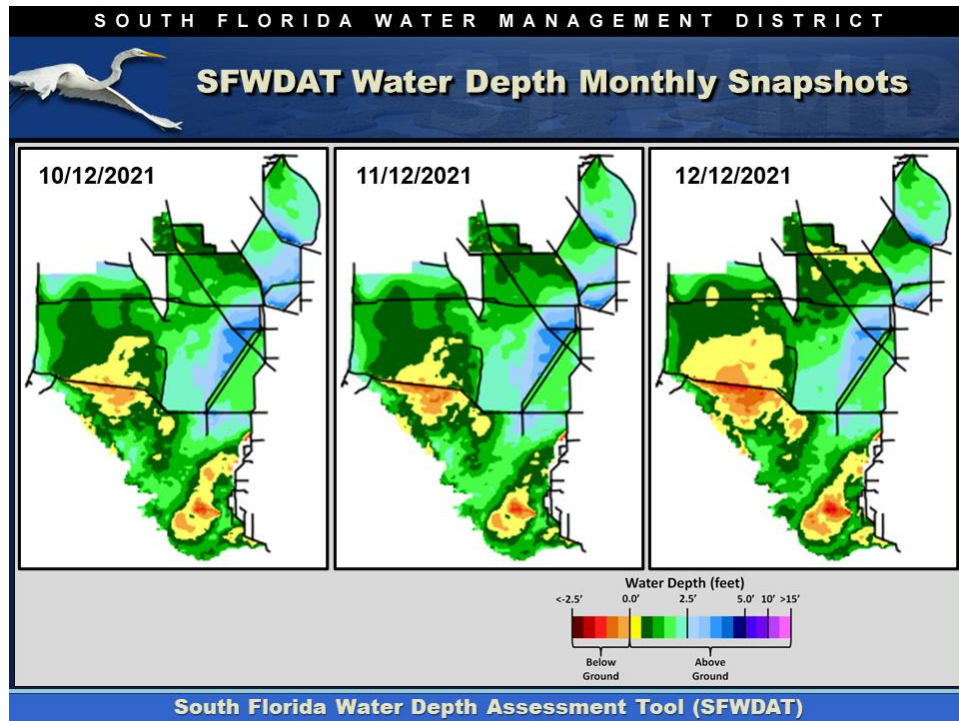 SOUTH FLORIDA WATER MANAGEMENT DISTRICT
SFWDAT Water Depth Monthly Snapshots
10/12/2021
11/12/2021
12/12/2021
Water Depth (feet)
<-2.5' 0.0' 2.5' 5.0' 10' >15'
Below Ground
Above Ground
South Florida Water Depth Assessment Tool (SFWDAT)